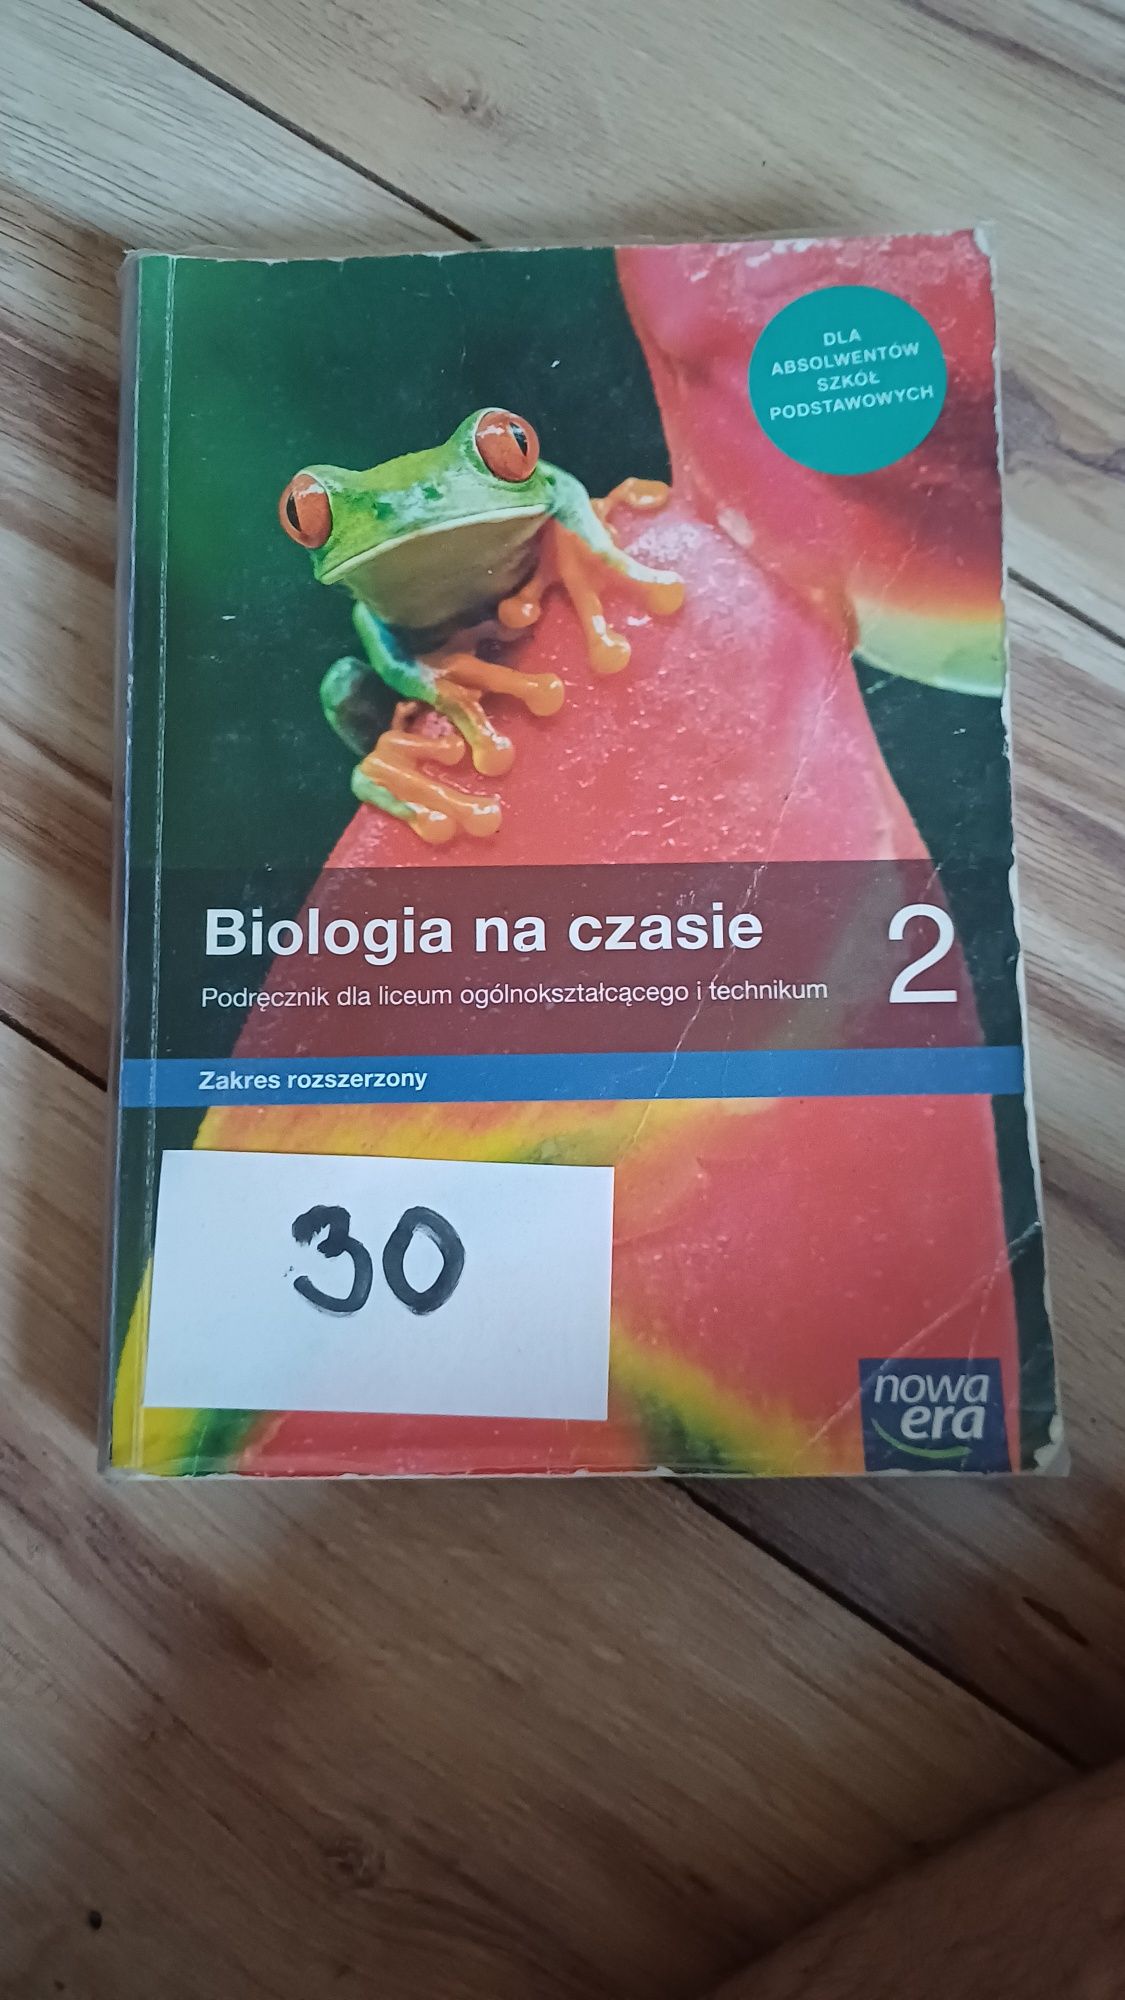 DLA
ABSOLWENTÓW
SZKÓŁ
PODSTAWOWYCH
Biologia na czasie 2
Podręcznik dla liceum ogólnokształcącego i technikum
Zakres rozszerzony
30
nowa
era